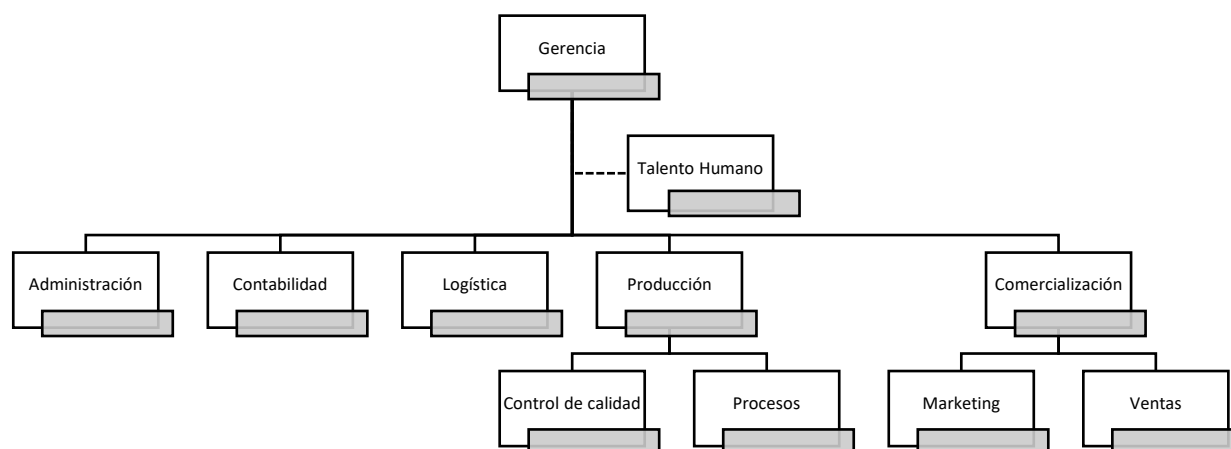 Gerencia
Talento Humano
Administración
Contabilidad
Logística
Producción
Comercialización
Control de calidad
Procesos
Marketing
Ventas